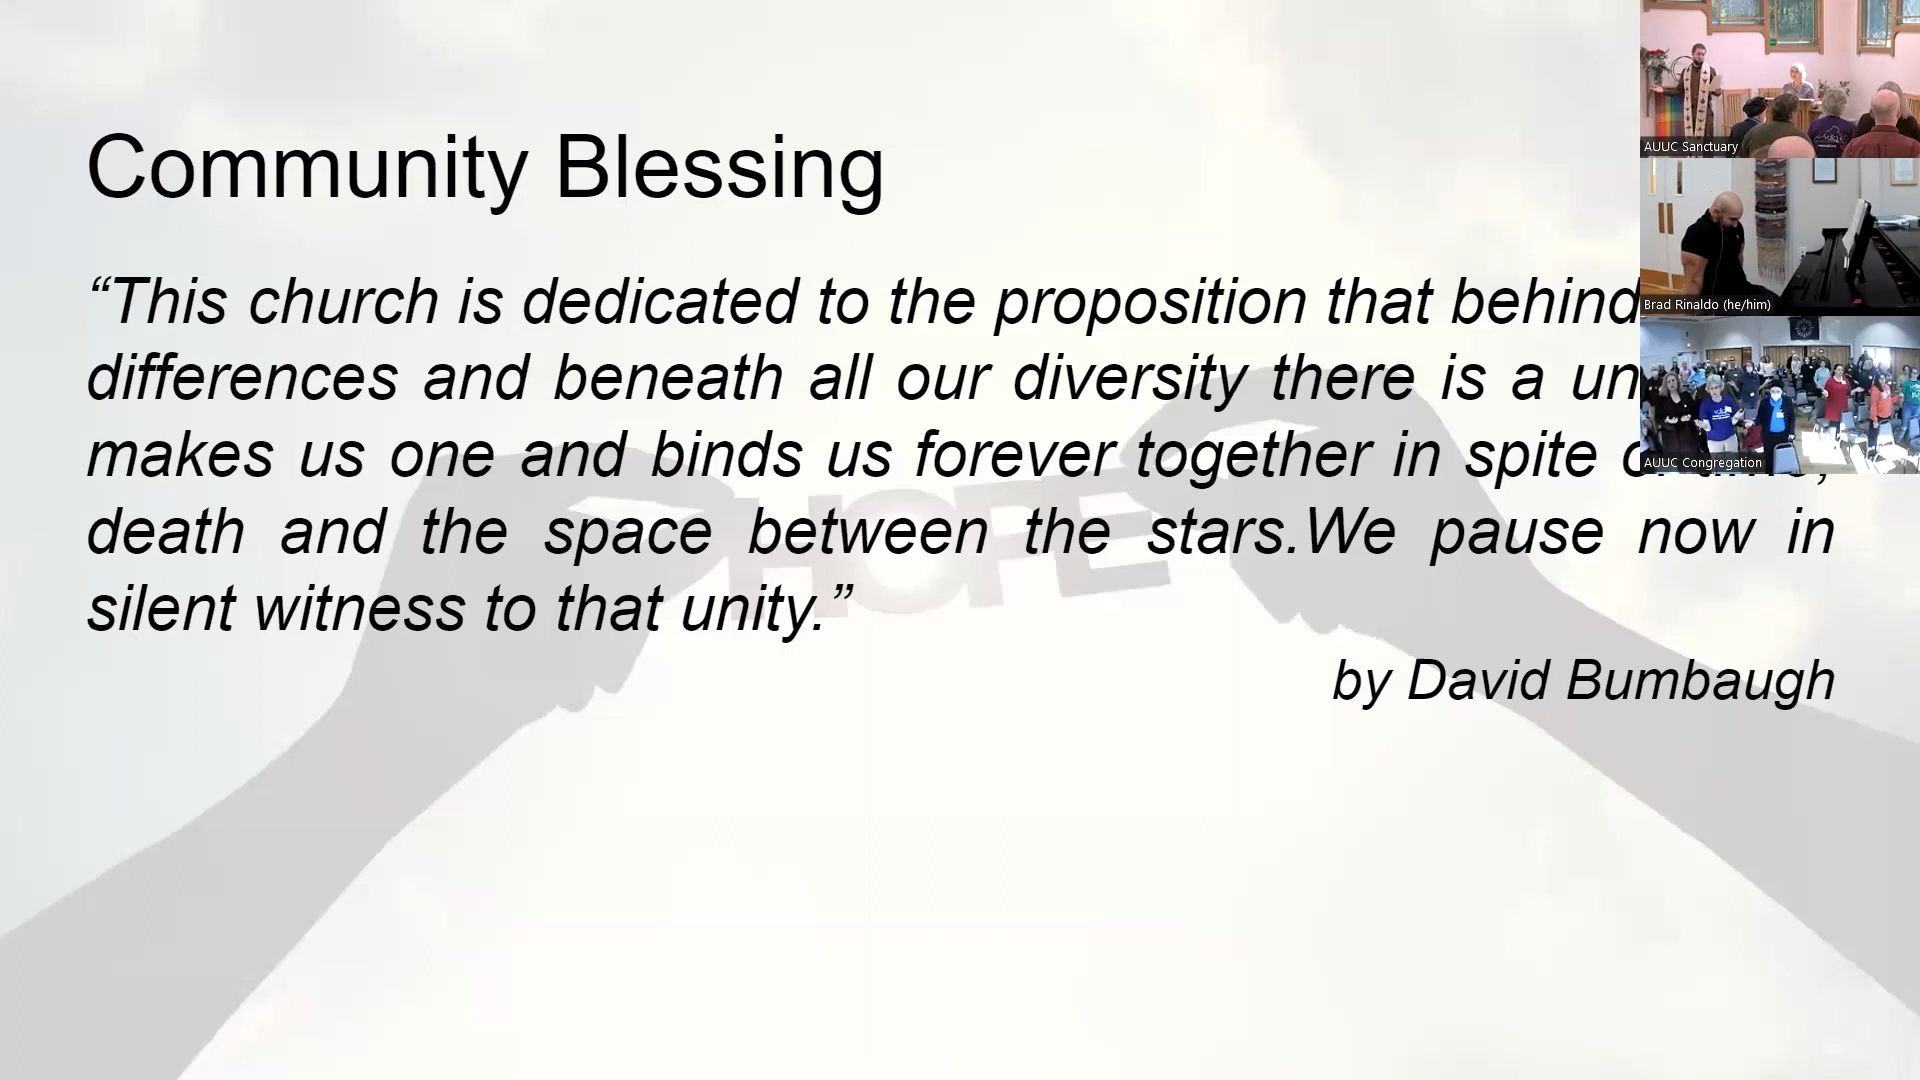 Community Blessing
“This church is dedicated to the proposition that behind
differences and beneath all our diversity there is a
makes us one and binds us forever together in spite
death and the space between the stars.We pause now in
silent witness to that unity.”
by David Bumbaugh
HOPE
AUUC Sanctuary
Brad Rinaldo (he/him)
AUUC Congregation